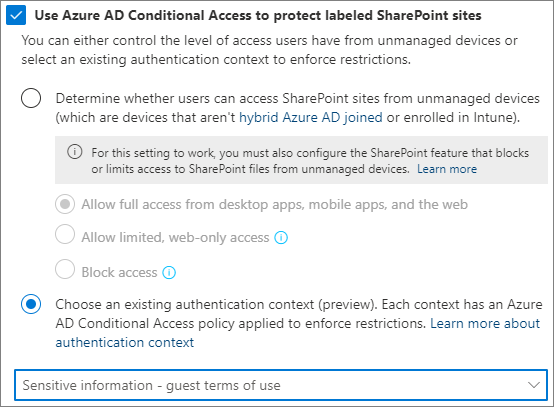 Use Azure AD Conditional Access to protect labeled SharePoint sites
You can either control the level of access users have from unmanaged devices or
select an existing authentication context to enforce restrictions.
Determine whether users can access SharePoint sites from unmanaged devices
(which are devices that aren't hybrid Azure AD joined or enrolled in Intune).
For this setting to work, you must also configure the SharePoint feature that blocks
or limits access to SharePoint files from unmanaged devices. Learn more
Allow full access from desktop apps, mobile apps, and the web
Allow limited, web-only access
Block access
Choose an existing authentication context (preview). Each context has an Azure
AD Conditional Access policy applied to enforce restrictions. Learn more about
authentication context
Sensitive information - guest terms of use